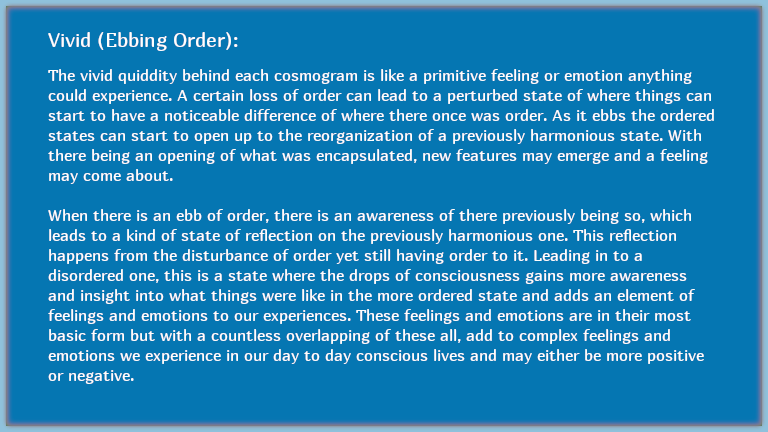 Vivid (Ebbing Order):
The vivid quiddity behind each cosmogram is like a primitive feeling or emotion anything
could experience. A certain loss of order can lead to a perturbed state of where things can
start to have a noticeable difference of where there once was order. As it ebbs the ordered
states can start to open up to the reorganization of a previously harmonious state. With
there being an opening of what was encapsulated, new features may emerge and a feeling
may come about.
When there is an ebb of order, there is an awareness of there previously being so, which
leads to a kind of state of reflection on the previously harmonious one. This reflection
happens from the disturbance of order yet still having order to it. Leading in to a
disordered one, this is a state where the drops of consciousness gains more awareness
and insight into what things were like in the more ordered state and adds an element of
feelings and emotions to our experiences. These feelings and emotions are in their most
basic form but with a countless overlapping of these all, add to complex feelings and
emotions we experience in our day to day conscious lives and may either be more positive
or negative.